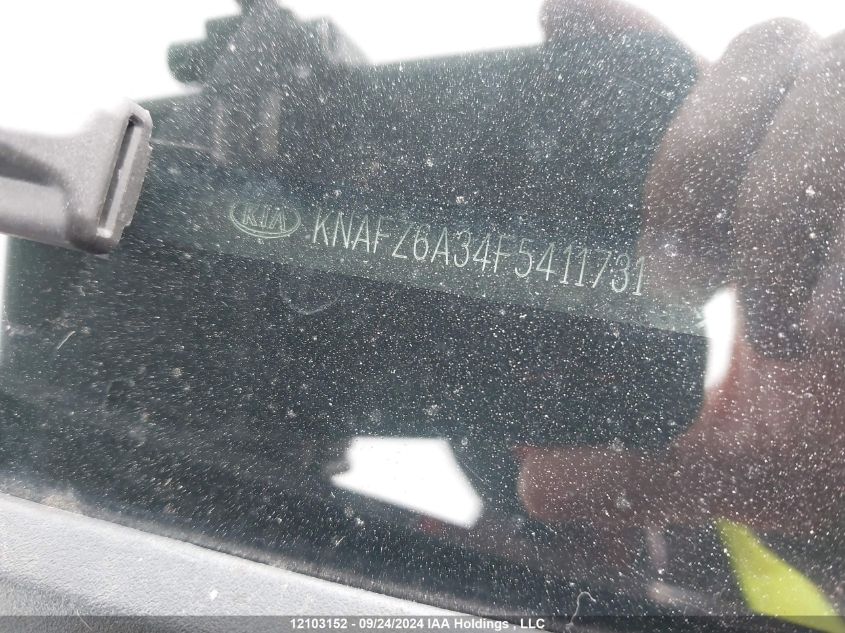 KIA KNAFZ6A34F5411731
12103152 - 09/24/2024 IAA Holdings , LLC